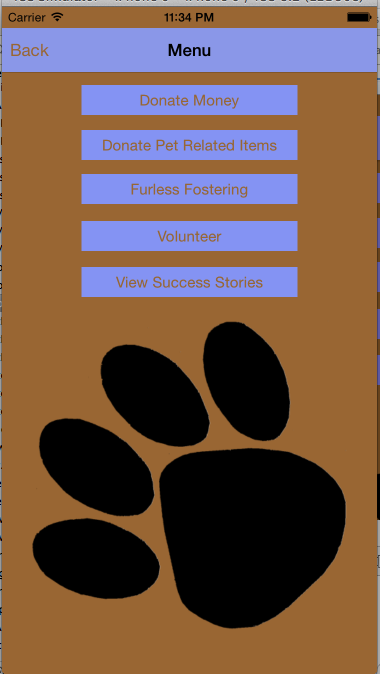 Carrier 11:34 PM
Back Menu
Donate Money
Donate Pet Related Items
Furless Fostering
Volunteer
View Success Stories